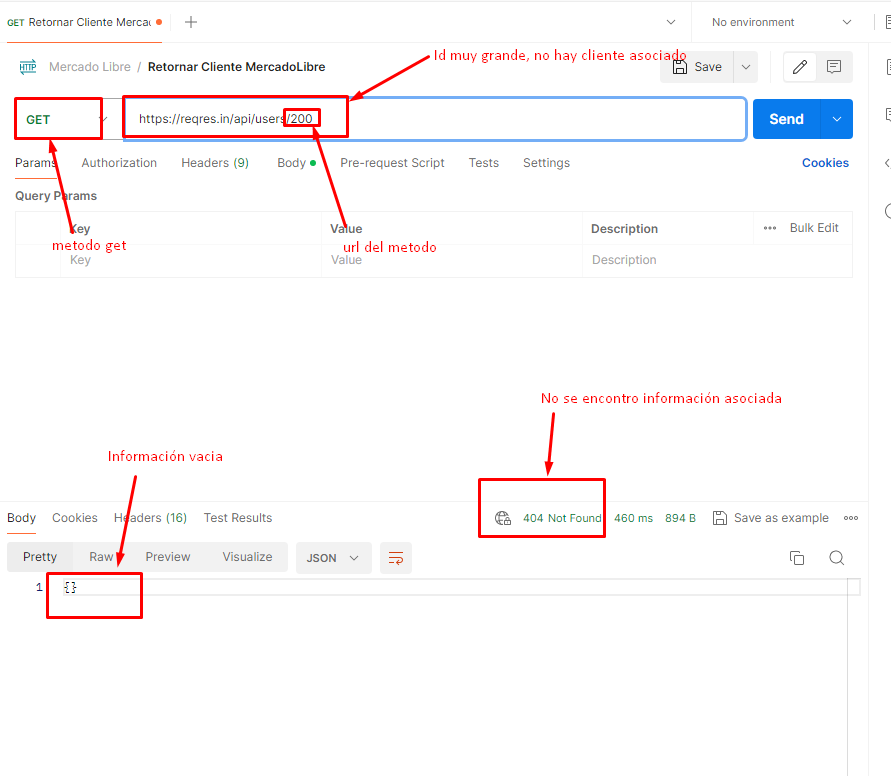 GET Retornar Cliente Mercac
No environment
HTTP Mercado Libre / Retornar Cliente MercadoLibre
Id muy grande, no hay cliente asociado
Save
GET
https://reqres.in/api/users/200
Send
Params Authorization Headers (9) Body Pre-request Script Tests Settings Cookies
Query Params
Key Value Description Bulk Edit
metodo get
url del metodo
Key Value Description
No se encontro información asociada
Información vacia
Body Cookies Headers (16) Test Results 404 Not Found 460 ms 894 B Save as example
Pretty Raw Preview Visualize JSON
1 {}